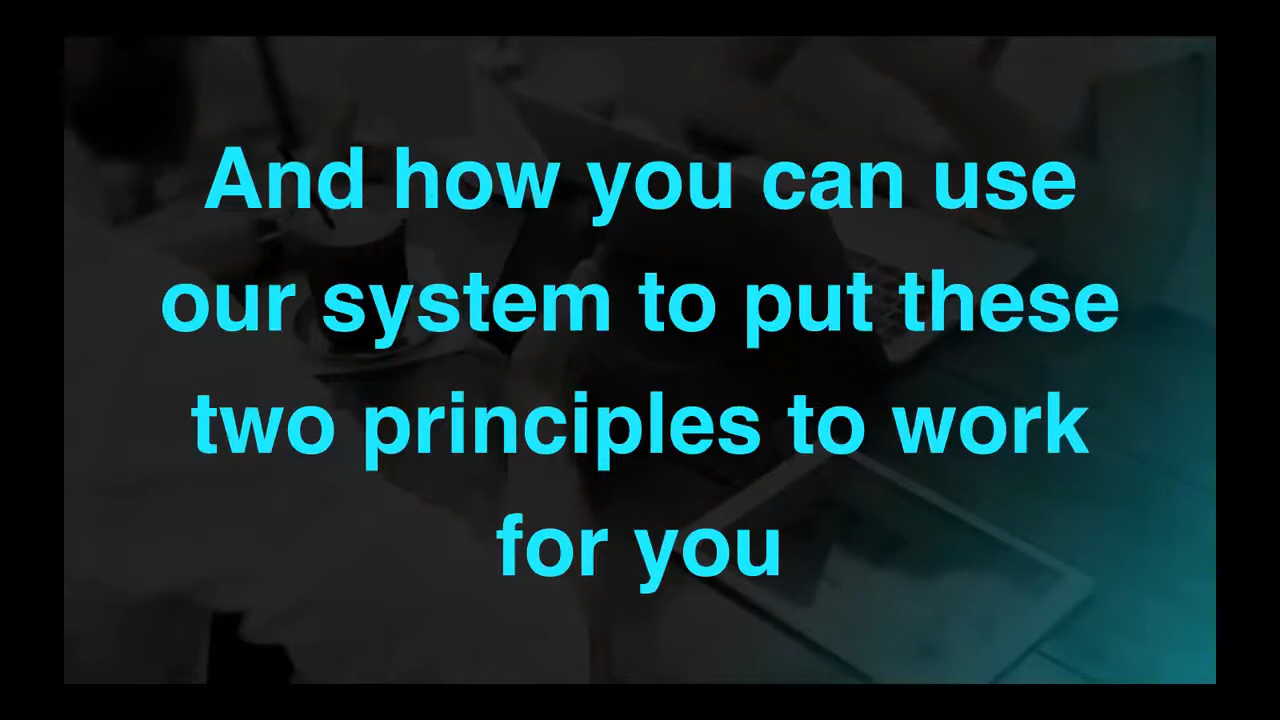 And how you can use
our system to put these
two principles to work
for you